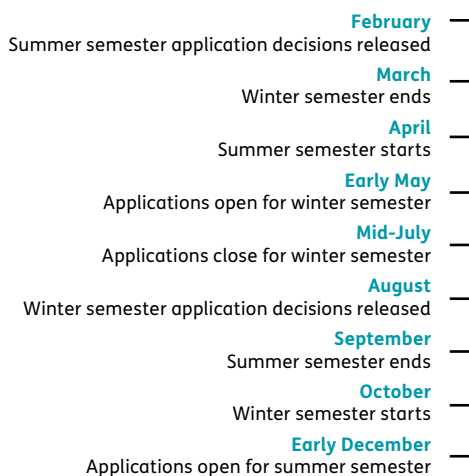 February
Summer semester application decisions released
March
Winter semester ends
April
Summer semester starts
Early May
Applications open for winter semester
Mid-July
Applications close for winter semester
August
Winter semester application decisions released
September
Summer semester ends
October
Winter semester starts
Early December
Applications open for summer semester